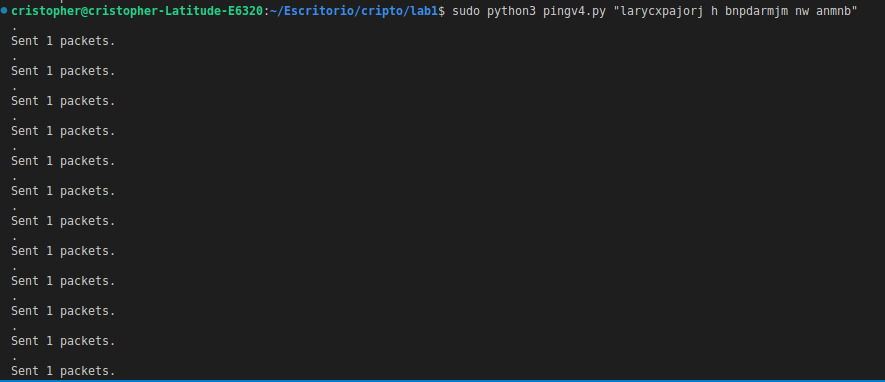 cristopher@cristopher-Latitude-E6320:~/Escritorio/cripto/lab1$ sudo python3 pingv4.py "larycxpajorj h bnpdarmjm nw anmnb"
.
Sent 1 packets.
.
Sent 1 packets.
.
Sent 1 packets.
.
Sent 1 packets.
.
Sent 1 packets.
.
Sent 1 packets.
.
Sent 1 packets.
.
Sent 1 packets.
.
Sent 1 packets.
.
Sent 1 packets.
.
Sent 1 packets.
.
Sent 1 packets.